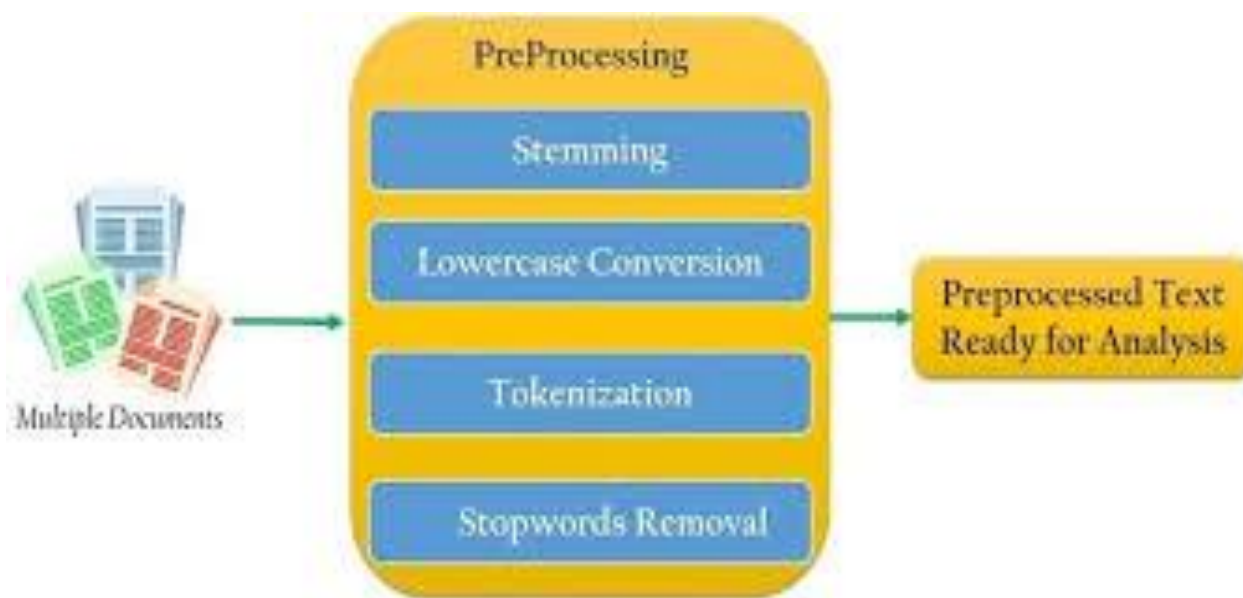 PreProcessing
Stemming
Lowercase Conversion
Tokenization
Stopwords Removal
Multiple Documents
Preprocessed Text
Ready for Analysis